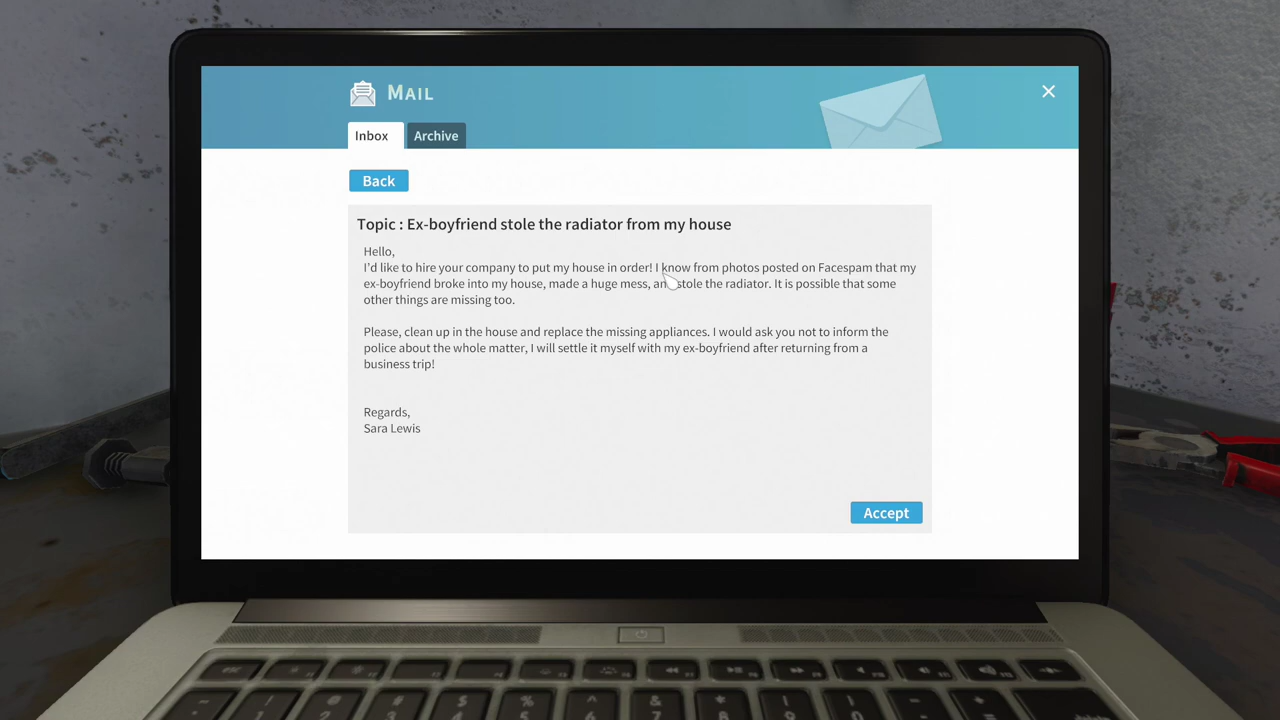 MAIL
Inbox
Archive
Back
Topic : Ex-boyfriend stole the radiator from my house
Hello,
I'd like to hire your company to put my house in order! I know from photos posted on Facespam that my
ex-boyfriend broke into my house, made a huge mess, and stole the radiator. It is possible that some
other things are missing too.
Please, clean up in the house and replace the missing appliances. I would ask you not to inform the
police about the whole matter, I will settle it myself with my ex-boyfriend after returning from a
business trip!
Regards,
Sara Lewis
Accept